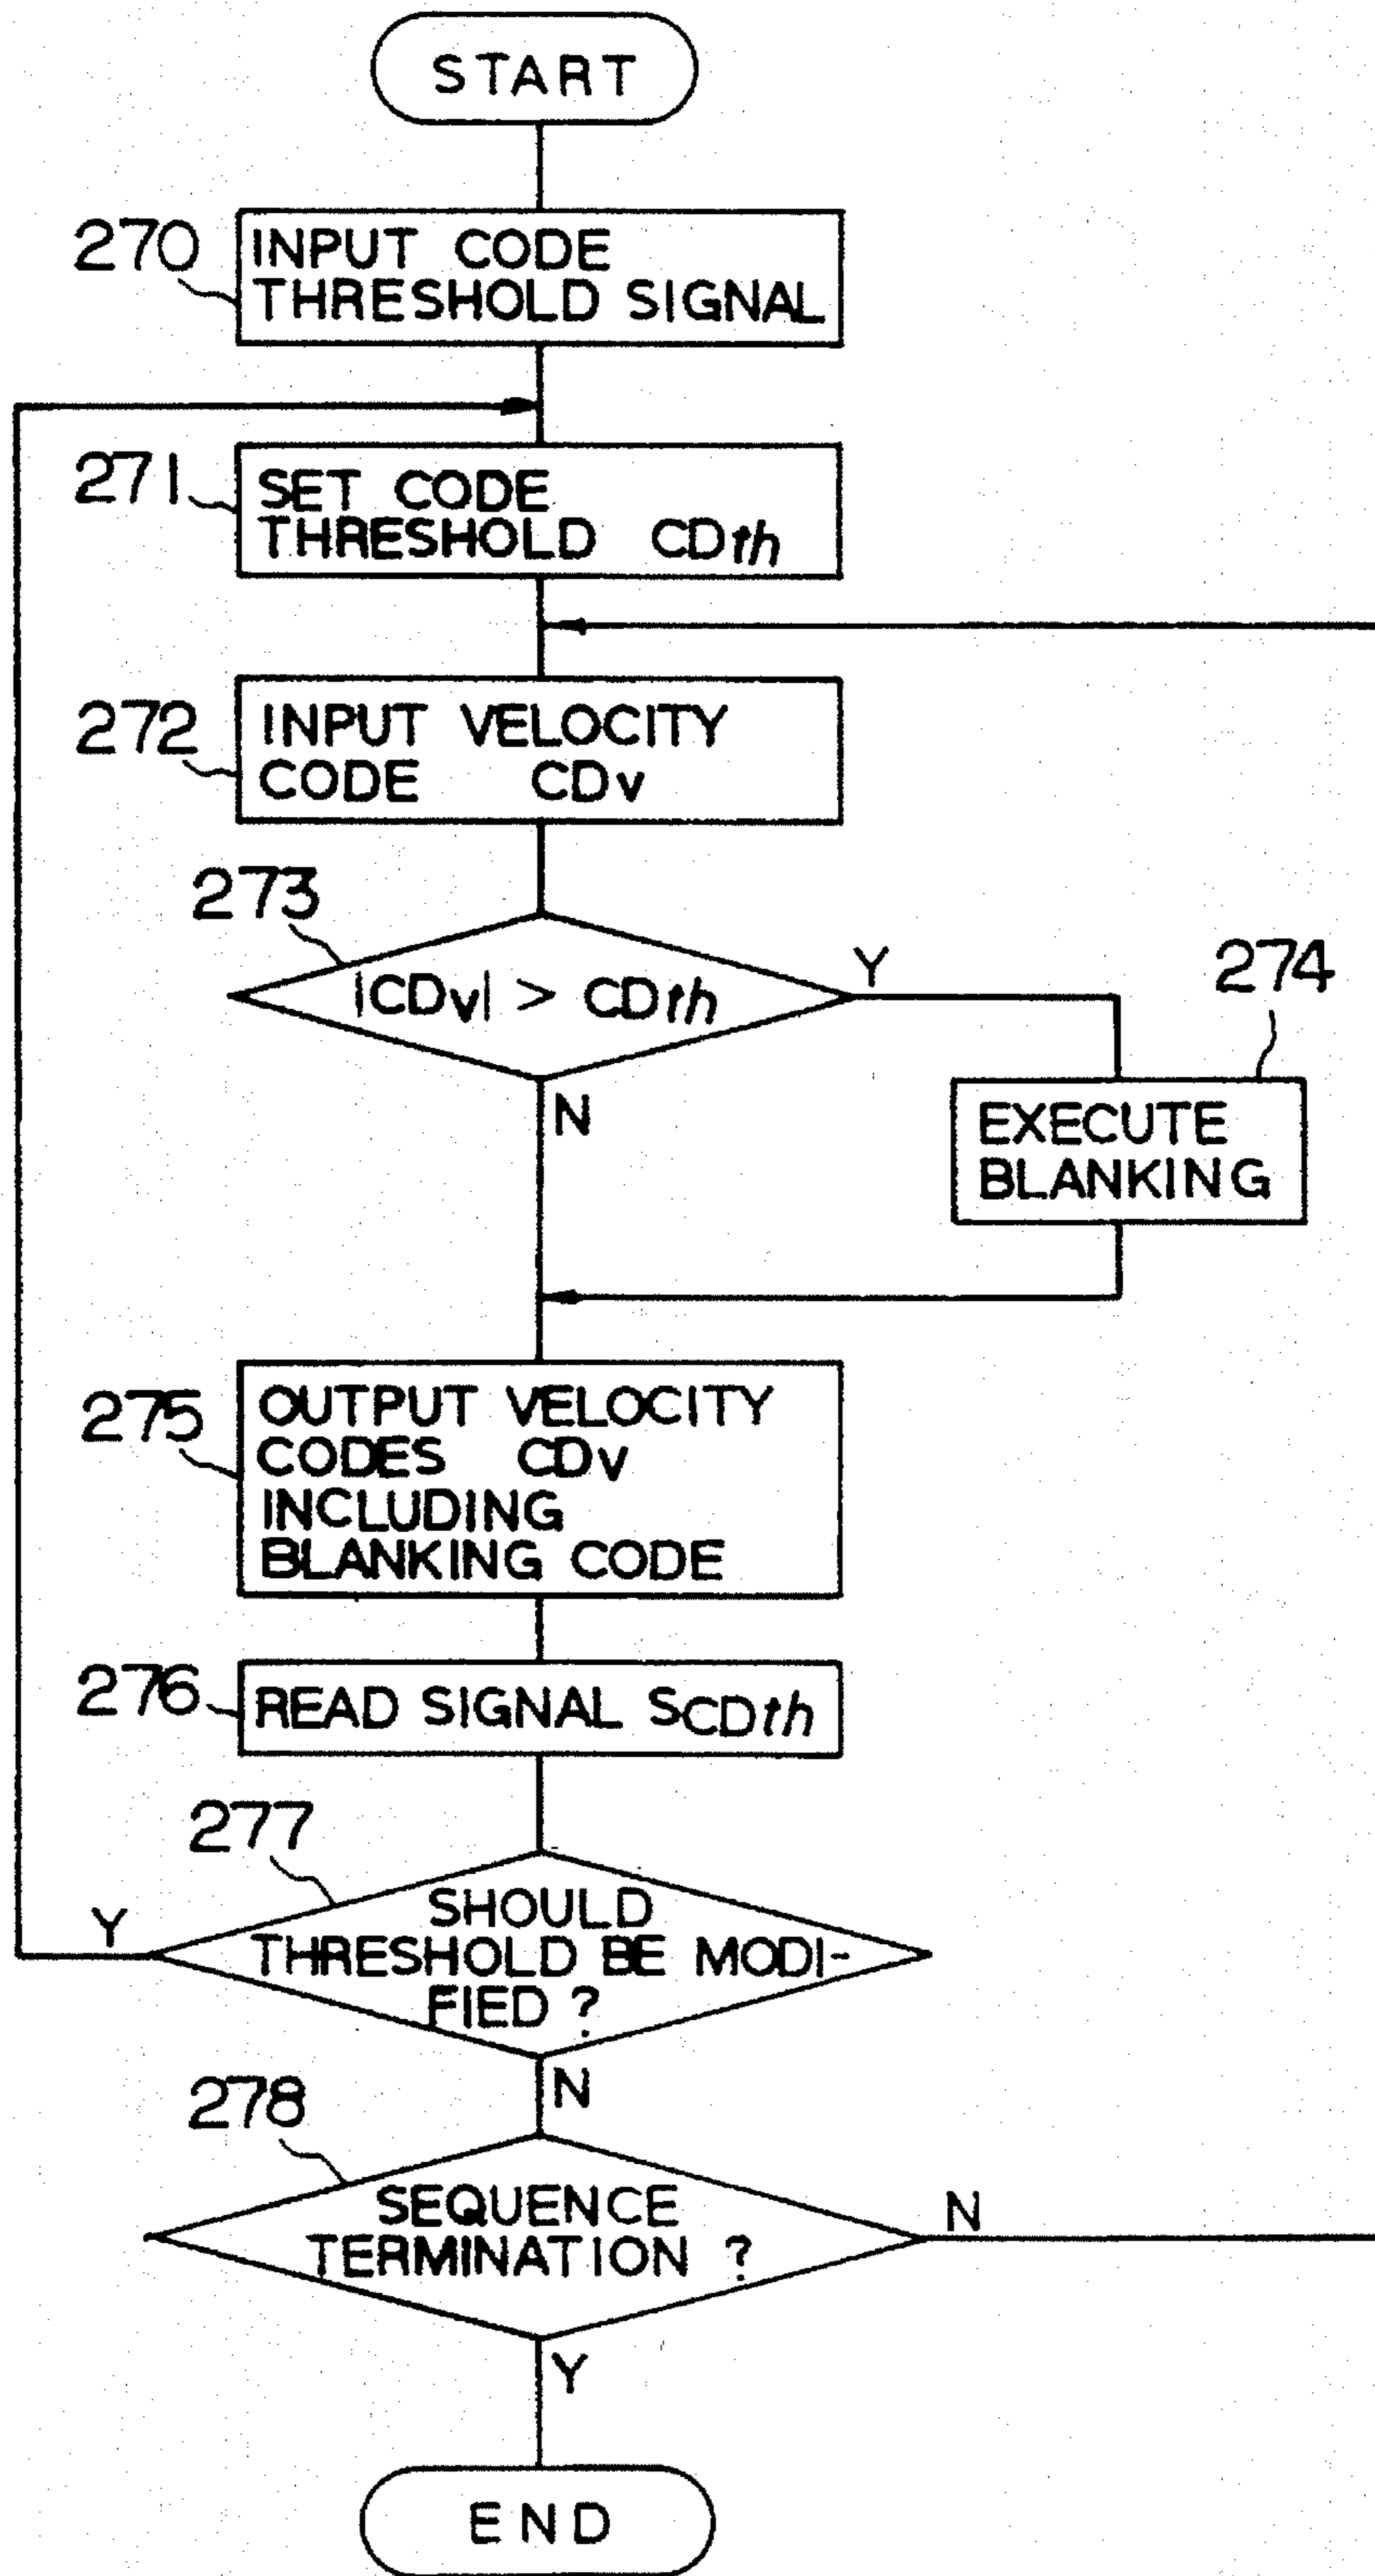 START
270
INPUT CODE
THRESHOLD SIGNAL
271
SET CODE
THRESHOLD CDth
272
INPUT VELOCITY
CODE CDv
273
|CDv| > CDth
Y
N
274
EXECUTE
BLANKING
275
OUTPUT VELOCITY
CODES CDv
INCLUDING
BLANKING CODE
276
READ SIGNAL SCDth
277
SHOULD
THRESHOLD BE MODI-
FIED ?
Y
N
278
SEQUENCE
TERMINATION ?
N
Y
END